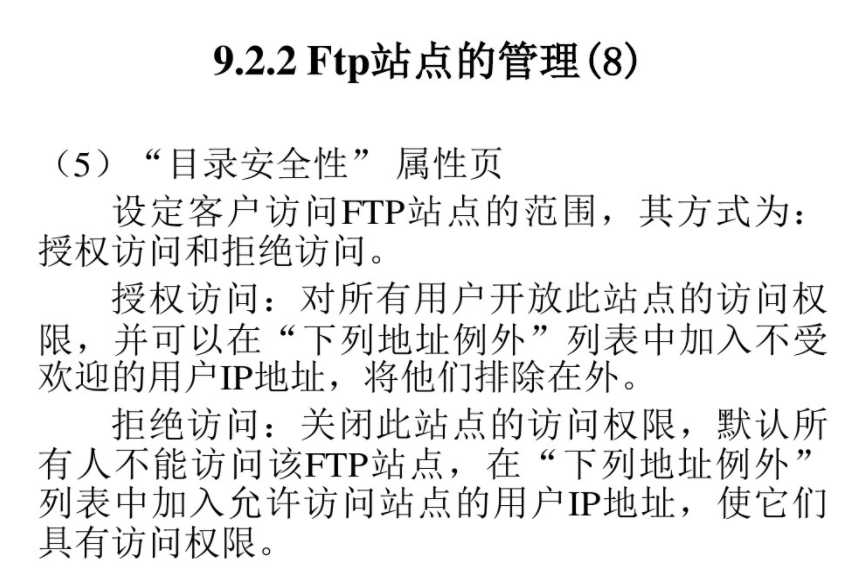 9.2.2 Ftp站点的管理(8)
（5）“目录安全性” 属性页
设定客户访问FTP站点的范围，其方式为：
授权访问和拒绝访问。
授权访问：对所有用户开放此站点的访问权
限，并可以在“下列地址例外”列表中加入不受
欢迎的用户IP地址，将他们排除在外。
拒绝访问：关闭此站点的访问权限，默认所
有人不能访问该FTP站点，在“下列地址例外”
列表中加入允许访问站点的用户IP地址，使它们
具有访问权限。